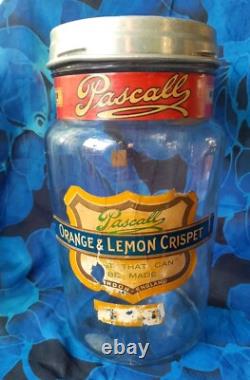 Pascall
Pascall
ORANGE & LEMON CRISPET
THAT CAN
BE MADE
ENGLAND